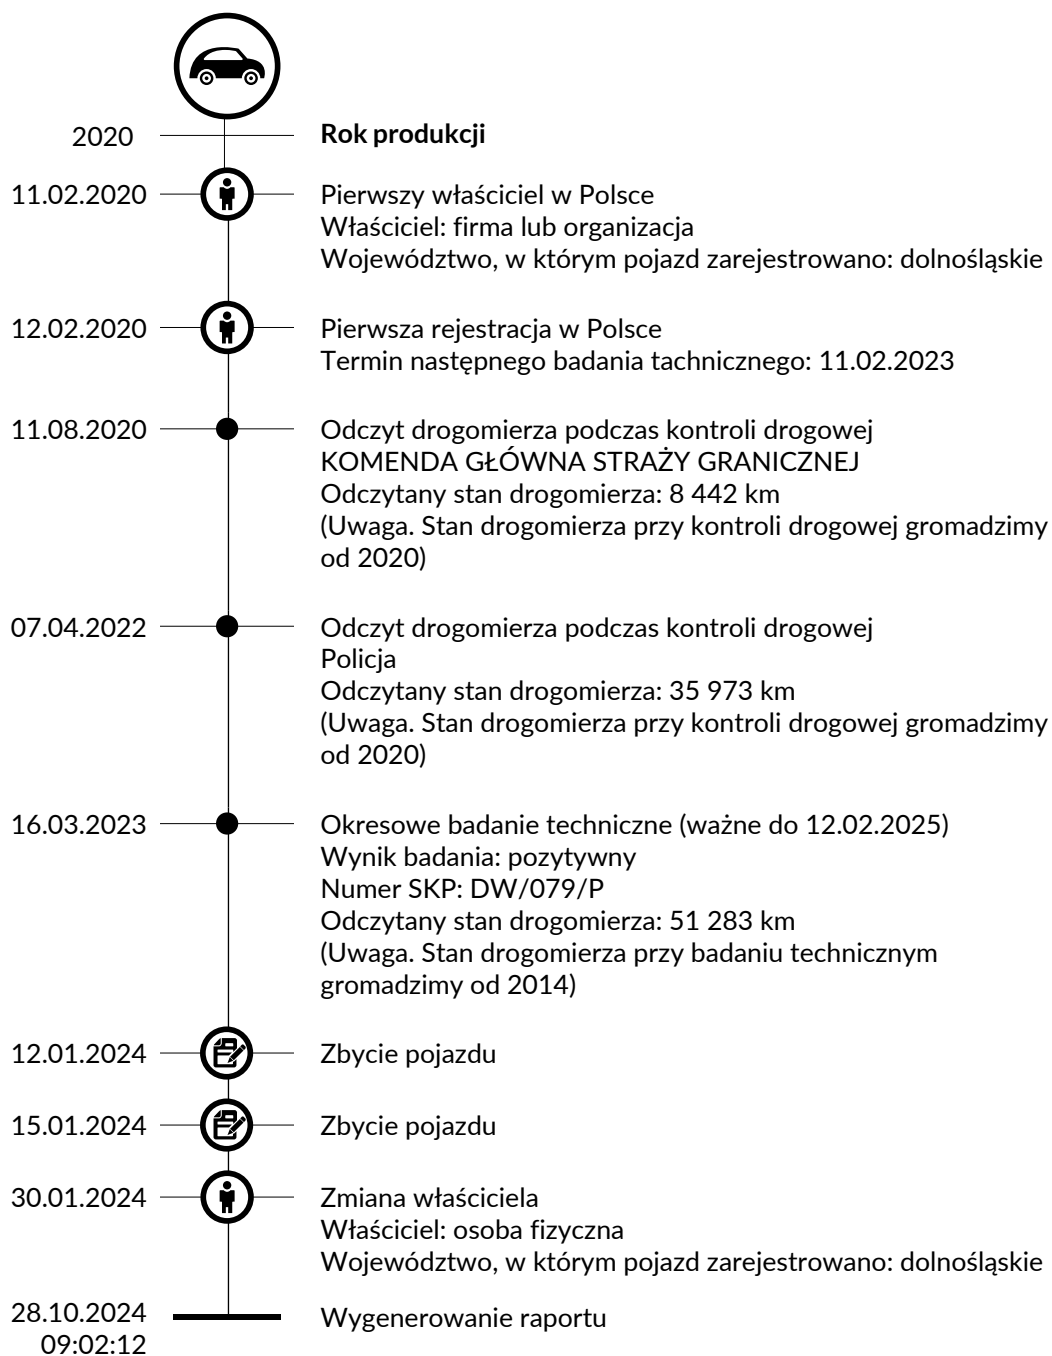 2020
Rok produkcji
11.02.2020
Pierwszy właściciel w Polsce
Właściciel: firma lub organizacja
Województwo, w którym pojazd zarejestrowano: dolnośląskie
12.02.2020
Pierwsza rejestracja w Polsce
Termin następnego badania tachnicznego: 11.02.2023
11.08.2020
Odczyt drogomierza podczas kontroli drogowej
KOMENDA GŁÓWNA STRAŻY GRANICZNEJ
Odczytany stan drogomierza: 8 442 km
(Uwaga. Stan drogomierza przy kontroli drogowej gromadzimy
od 2020)
07.04.2022
Odczyt drogomierza podczas kontroli drogowej
Policja
Odczytany stan drogomierza: 35 973 km
(Uwaga. Stan drogomierza przy kontroli drogowej gromadzimy
od 2020)
16.03.2023
Okresowe badanie techniczne (ważne do 12.02.2025)
Wynik badania: pozytywny
Numer SKP: DW/079/P
Odczytany stan drogomierza: 51 283 km
(Uwaga. Stan drogomierza przy badaniu technicznym
gromadzimy od 2014)
12.01.2024
Zbycie pojazdu
15.01.2024
Zbycie pojazdu
30.01.2024
Zmiana właściciela
Właściciel: osoba fizyczna
Województwo, w którym pojazd zarejestrowano: dolnośląskie
28.10.2024
09:02:12
Wygenerowanie raportu